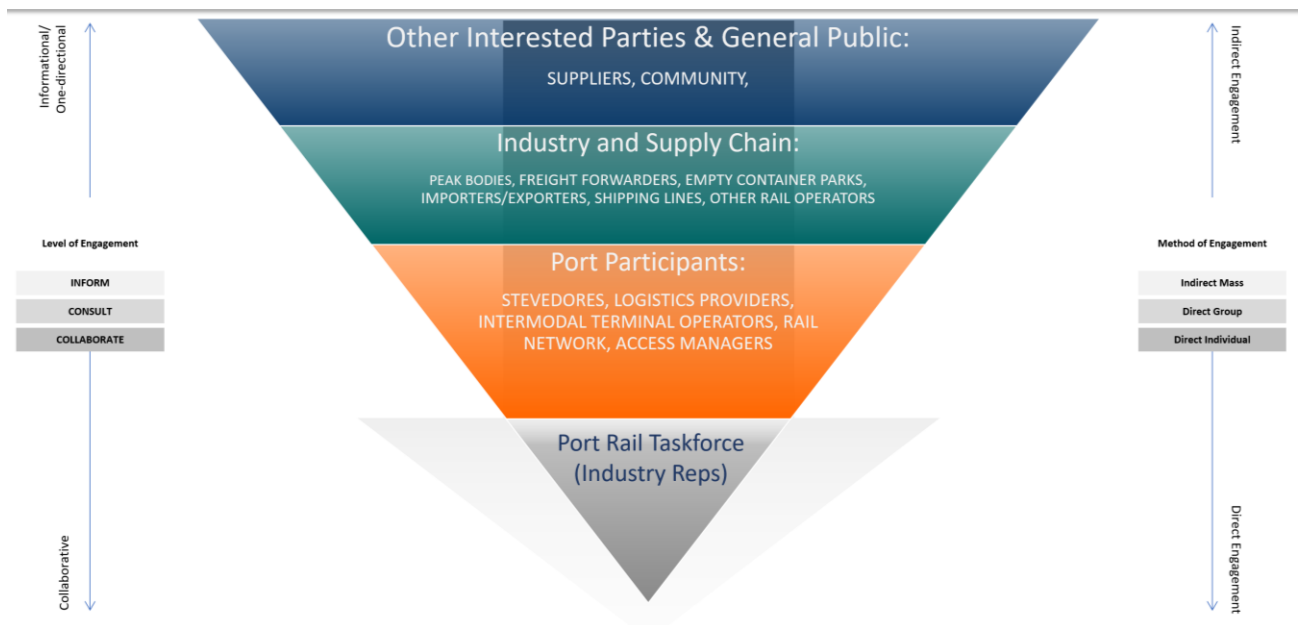 Informational/
One-directional
Level of Engagement
INFORM
CONSULT
COLLABORATE
Collaborative
Other Interested Parties & General Public:
SUPPLIERS, COMMUNITY,
Industry and Supply Chain:
PEAK BODIES, FREIGHT FORWARDERS, EMPTY CONTAINER PARKS,
IMPORTERS/EXPORTERS, SHIPPING LINES, OTHER RAIL OPERATORS
Port Participants:
STEVEDORES, LOGISTICS PROVIDERS,
INTERMODAL TERMINAL OPERATORS, RAIL
NETWORK, ACCESS MANAGERS
Port Rail Taskforce
(Industry Reps)
Indirect Engagement
Method of Engagement
Indirect Mass
Direct Group
Direct Individual
Direct Engagement